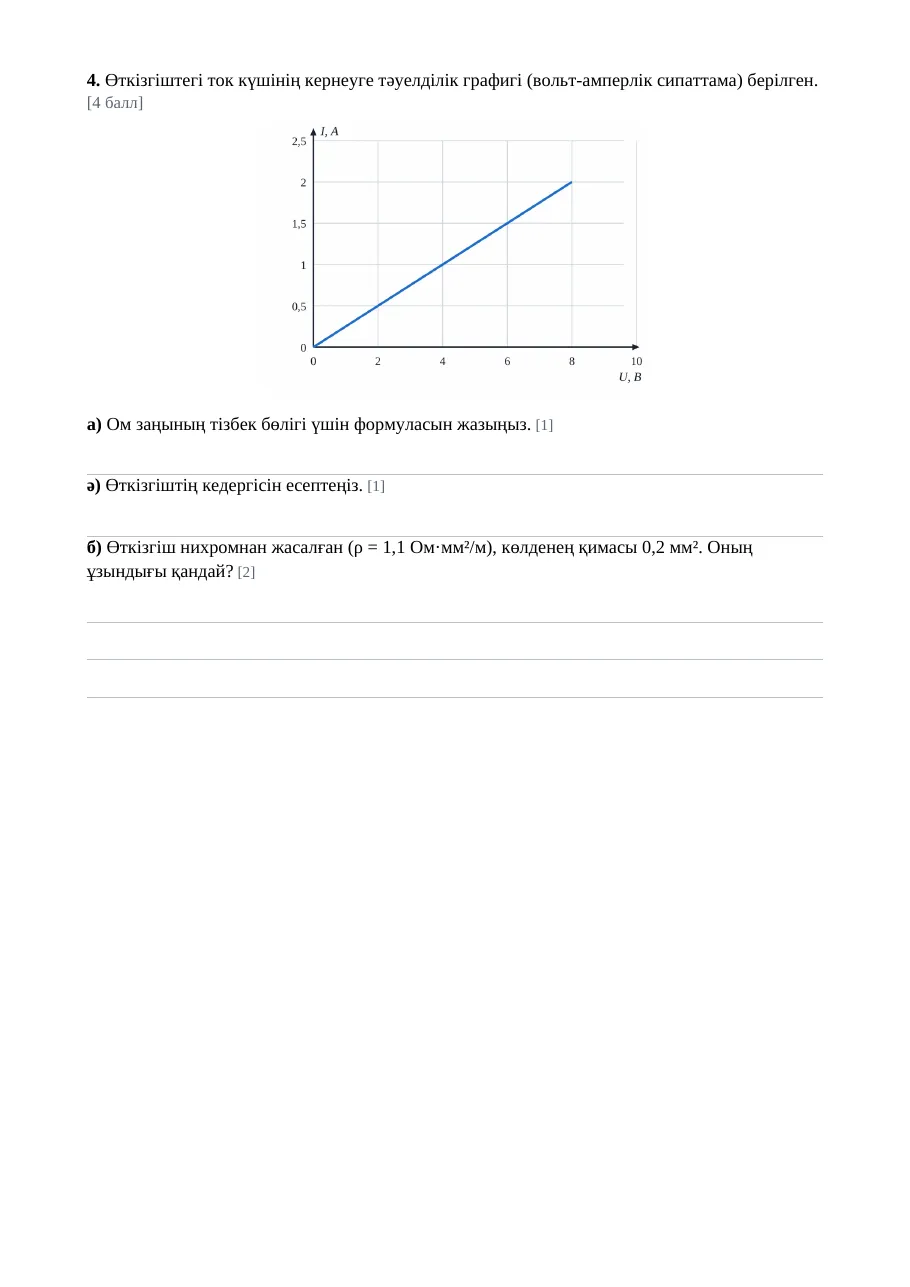 4. Өткізгіштегі ток күшінің кернеуге тәуелділік графигі (вольт-амперлік сипаттама) берілген.
[4 балл]
I, А
2,5
2
1,5
1
0,5
0
0 2 4 6 8 10
U, В
а) Ом заңының тізбек бөлігі үшін формуласын жазыңыз. [1]
ә) Өткізгіштің кедергісін есептеңіз. [1]
б) Өткізгіш нихромнан жасалған (ρ = 1,1 Ом·мм²/м), көлденең қимасы 0,2 мм². Оның
ұзындығы қандай? [2]